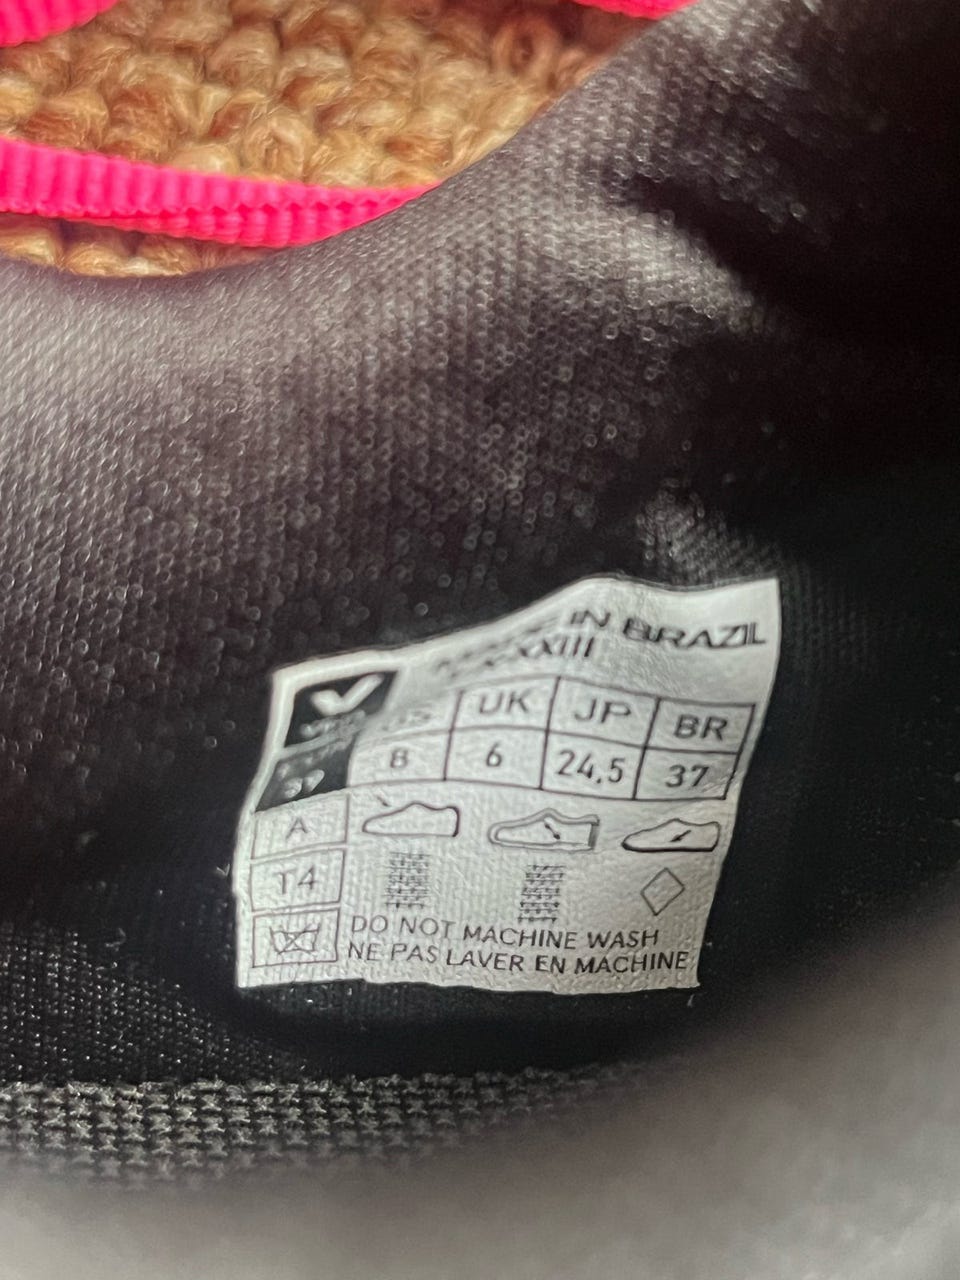 IN BRAZIL
UK JP BR
8 6 24,5 37
A
T4
DO NOT MACHINE WASH
NE PAS LAVER EN MACHINE